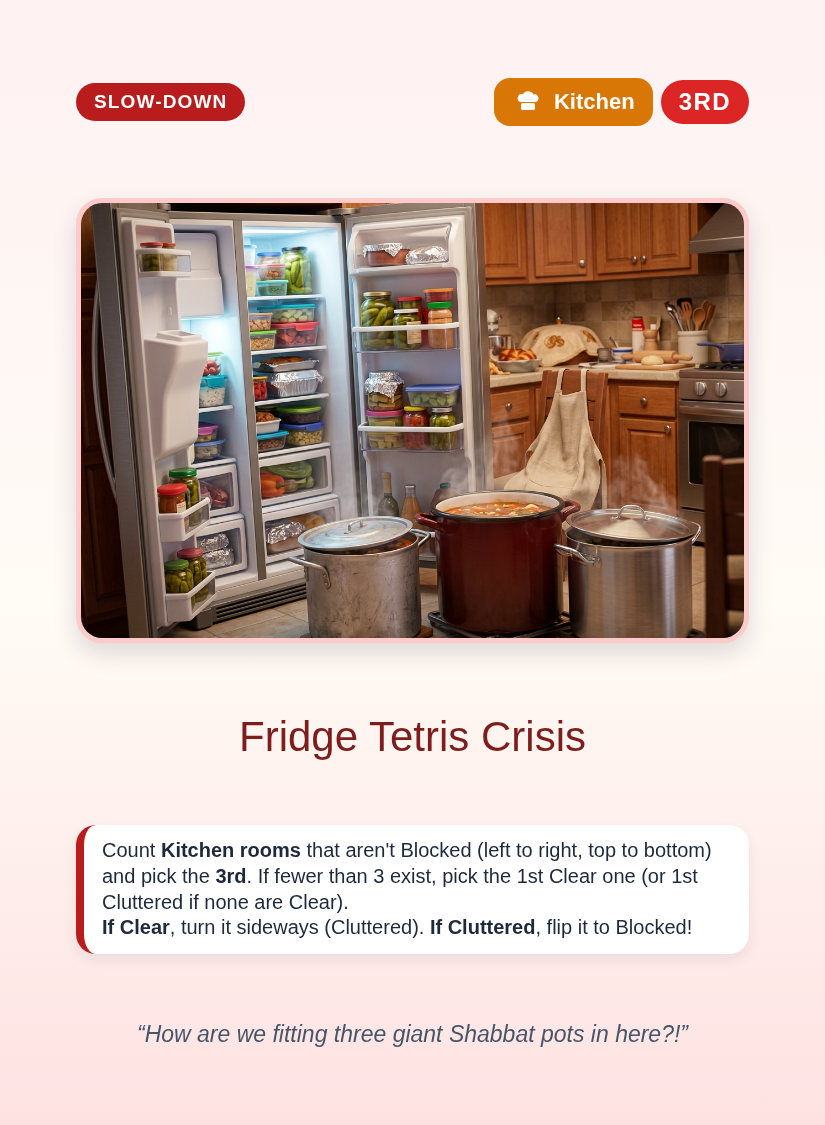 SLOW-DOWN
Kitchen
3RD
Fridge Tetris Crisis
Count Kitchen rooms that aren't Blocked (left to right, top to bottom)
and pick the 3rd. If fewer than 3 exist, pick the 1st Clear one (or 1st
Cluttered if none are Clear).
If Clear, turn it sideways (Cluttered). If Cluttered, flip it to Blocked!
“How are we fitting three giant Shabbat pots in here?!”